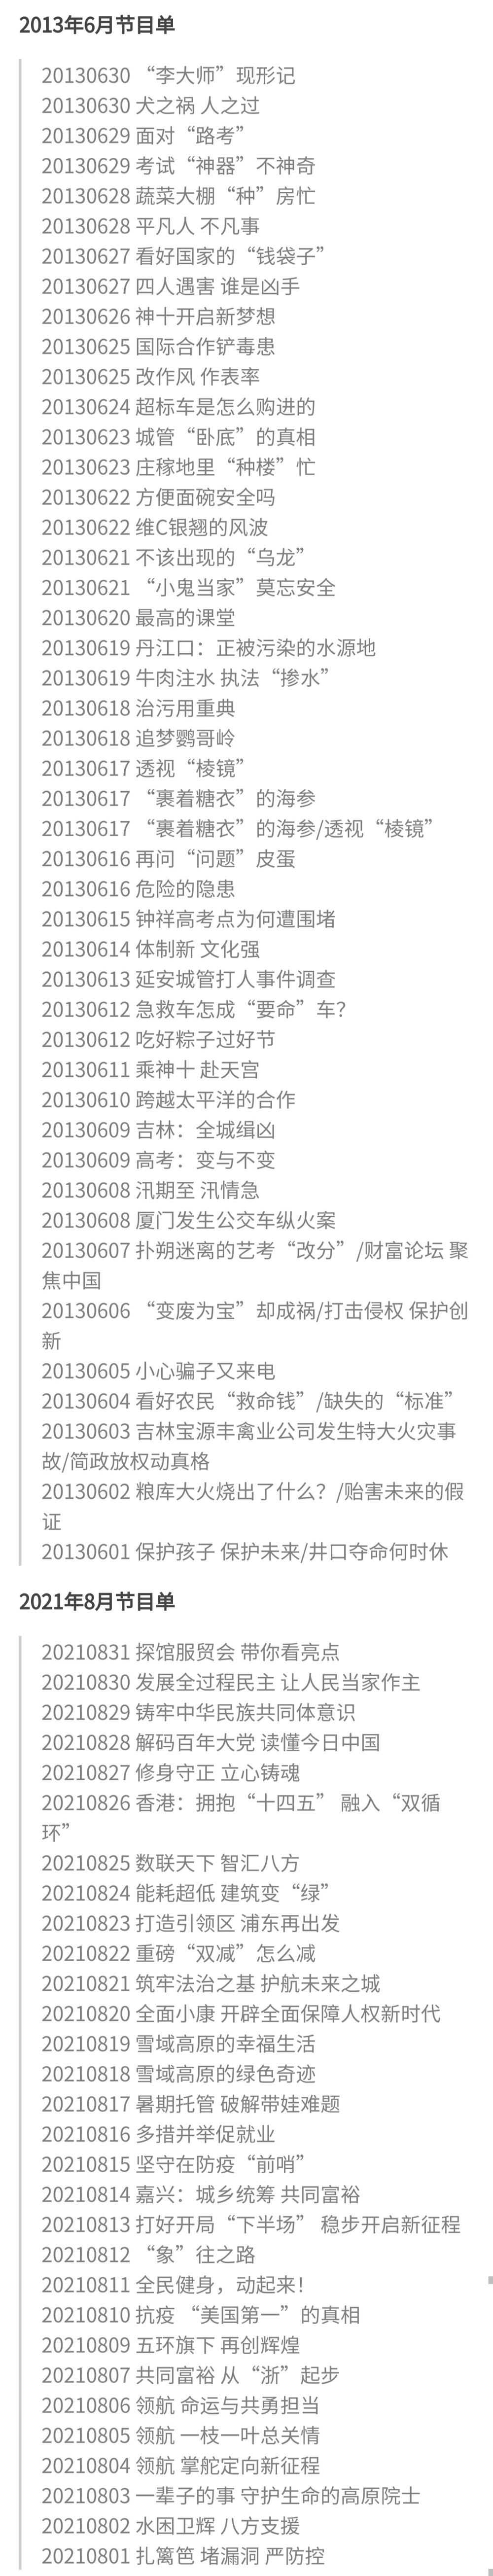 2013年6月节目单
20130630 “李大师”现形记
20130630 犬之祸 人之过
20130629 面对“路考”
20130629 考试“神器”不神奇
20130628 蔬菜大棚“种”房忙
20130628 平凡人 不凡事
20130627 看好国家的“钱袋子”
20130627 四人遇害 谁是凶手
20130626 神十开启新梦想
20130625 国际合作铲毒患
20130625 改作风 作表率
20130624 超标车是怎么购进的
20130623 城管“卧底”的真相
20130623 庄稼地里“种楼”忙
20130622 方便面碗安全吗
20130622 维C银翘的风波
20130621 不该出现的“乌龙”
20130621 “小鬼当家”莫忘安全
20130620 最高的课堂
20130619 丹江口：正被污染的水源地
20130619 牛肉注水 执法“掺水”
20130618 治污用重典
20130618 追梦鹦哥岭
20130617 透视“棱镜”
20130617 “裹着糖衣”的海参
20130617 “裹着糖衣”的海参/透视“棱镜”
20130616 再问“问题”皮蛋
20130616 危险的隐患
20130615 钟祥高考点为何遭围堵
20130614 体制新 文化强
20130613 延安城管打人事件调查
20130612 急救车怎成“要命”车？
20130612 吃好粽子过好节
20130611 乘神十 赴天宫
20130610 跨越太平洋的合作
20130609 吉林：全城缉凶
20130609 高考：变与不变
20130608 汛期至 汛情急
20130608 厦门发生公交车纵火案
20130607 扑朔迷离的艺考“改分”/财富论坛 聚
焦中国
20130606 “变废为宝”却成祸/打击侵权 保护创
新
20130605 小心骗子又来电
20130604 看好农民“救命钱”/缺失的“标准”
20130603 吉林宝源丰禽业公司发生特大火灾事
故/简政放权动真格
20130602 粮库大火烧出了什么？/贻害未来的假
证
20130601 保护孩子 保护未来/井口夺命何时休
2021年8月节目单
20210831 探馆服贸会 带你看亮点
20210830 发展全过程民主 让人民当家作主
20210829 铸牢中华民族共同体意识
20210828 解码百年大党 读懂今日中国
20210827 修身守正 立心铸魂
20210826 香港：拥抱“十四五” 融入“双循
环”
20210825 数联天下 智汇八方
20210824 能耗超低 建筑变“绿”
20210823 打造引领区 浦东再出发
20210822 重磅“双减”怎么减
20210821 筑牢法治之基 护航未来之城
20210820 全面小康 开辟全面保障人权新时代
20210819 雪域高原的幸福生活
20210818 雪域高原的绿色奇迹
20210817 暑期托管 破解带娃难题
20210816 多措并举促就业
20210815 坚守在防疫“前哨”
20210814 嘉兴：城乡统筹 共同富裕
20210813 打好开局“下半场” 稳步开启新征程
20210812 “象”往之路
20210811 全民健身，动起来！
20210810 抗疫 “美国第一”的真相
20210809 五环旗下 再创辉煌
20210807 共同富裕 从“浙”起步
20210806 领航 命运与共勇担当
20210805 领航 一枝一叶总关情
20210804 领航 掌舵定向新征程
20210803 一辈子的事 守护生命的高原院士
20210802 水困卫辉 八方支援
20210801 扎篱笆 堵漏洞 严防控